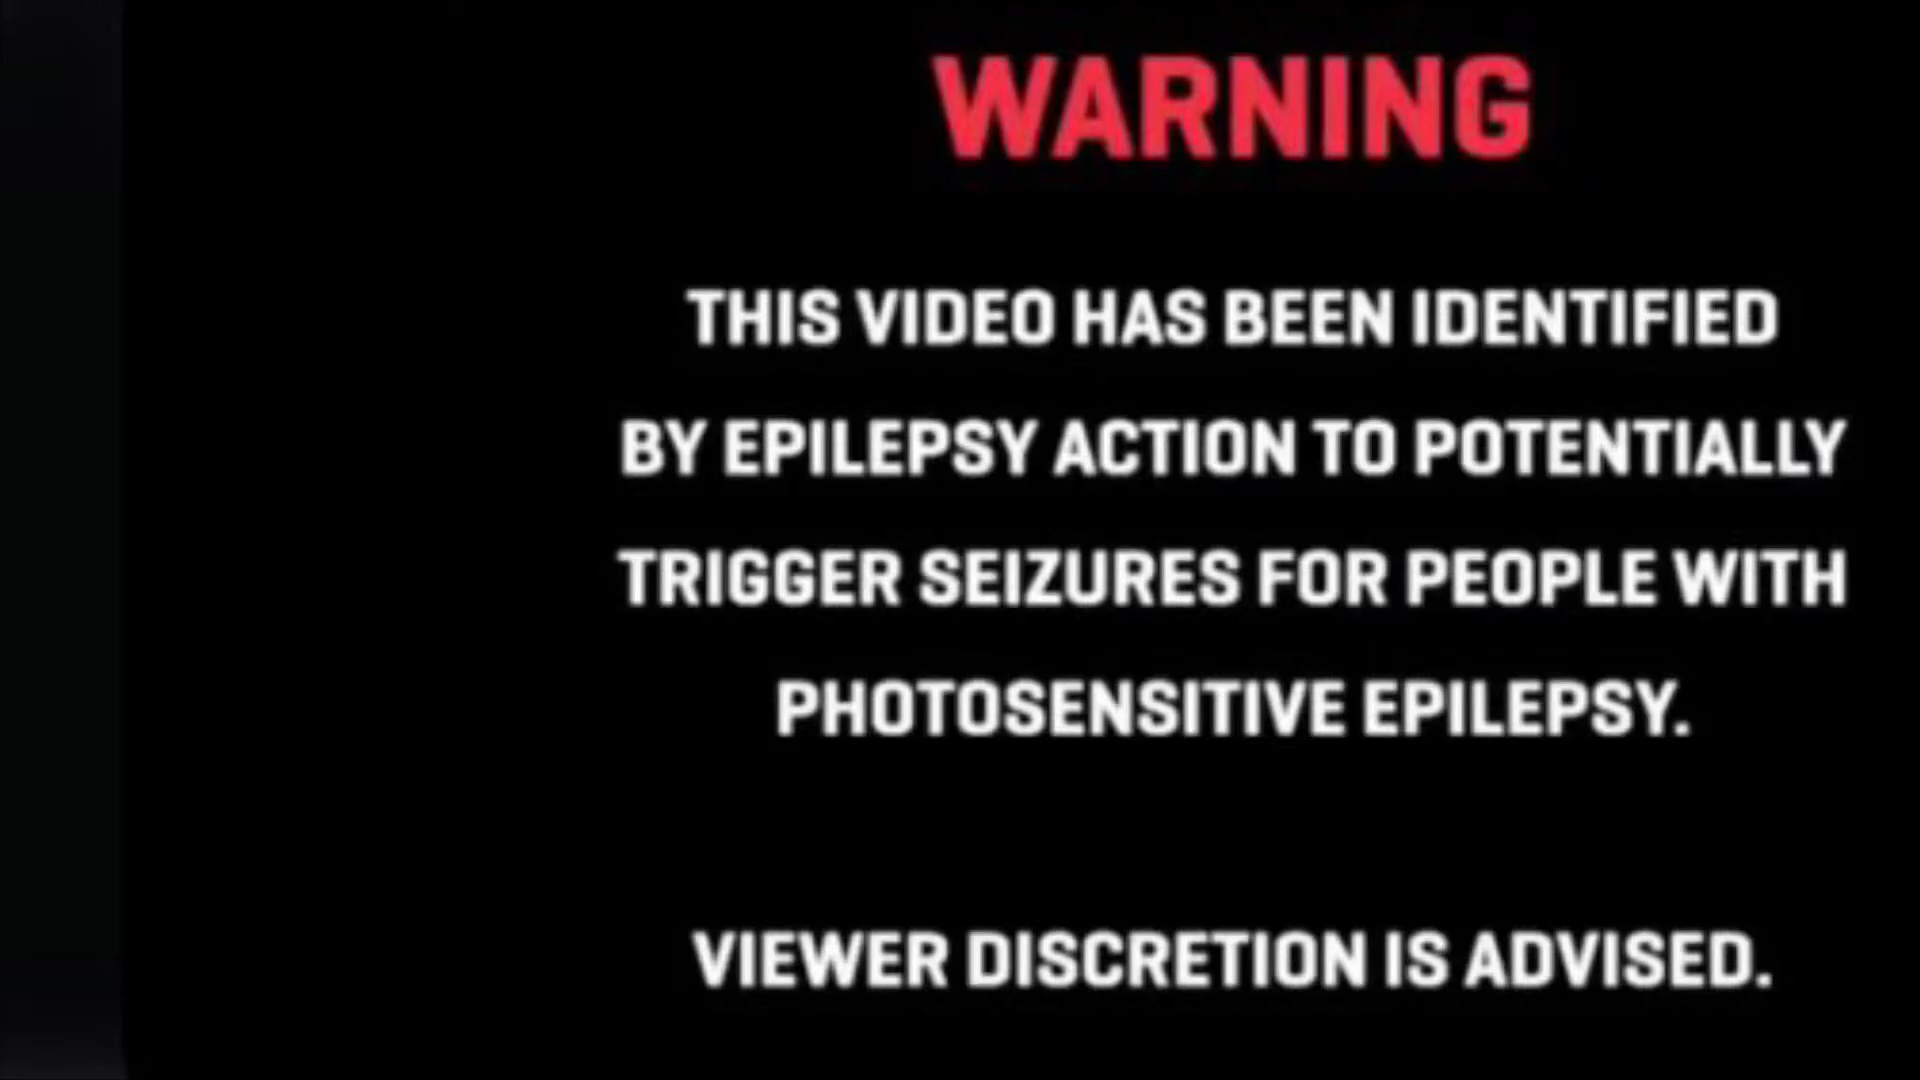 WARNING
THIS VIDEO HAS BEEN IDENTIFIED
BY EPILEPSY ACTION TO POTENTIALLY
TRIGGER SEIZURES FOR PEOPLE WITH
PHOTOSENSITIVE EPILEPSY.
VIEWER DISCRETION IS ADVISED.